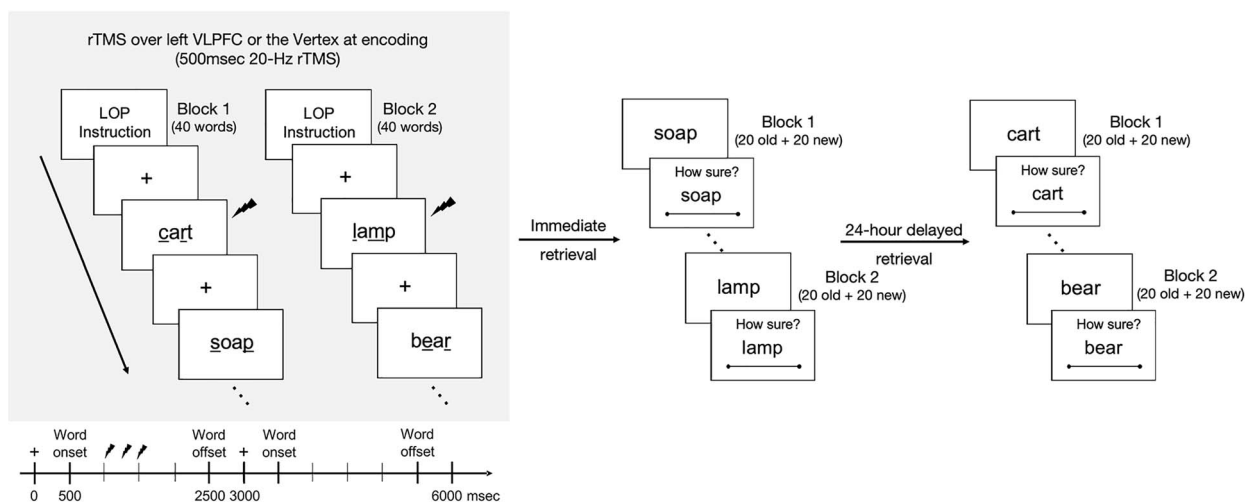 rTMS over left VLPFC or the Vertex at encoding
(500msec 20-Hz rTMS)
LOP
Instruction
Block 1
(40 words)
+
cart
+
soap
LOP
Instruction
Block 2
(40 words)
+
lamp
+
bear
Immediate
retrieval
soap
Block 1
(20 old + 20 new)
How sure?
soap
lamp
Block 2
(20 old + 20 new)
How sure?
lamp
24-hour delayed
retrieval
cart
Block 1
(20 old + 20 new)
How sure?
cart
bear
Block 2
(20 old + 20 new)
How sure?
bear
+
Word
onset
Word
offset
+
Word
onset
Word
offset
0 500 2500 3000 6000 msec